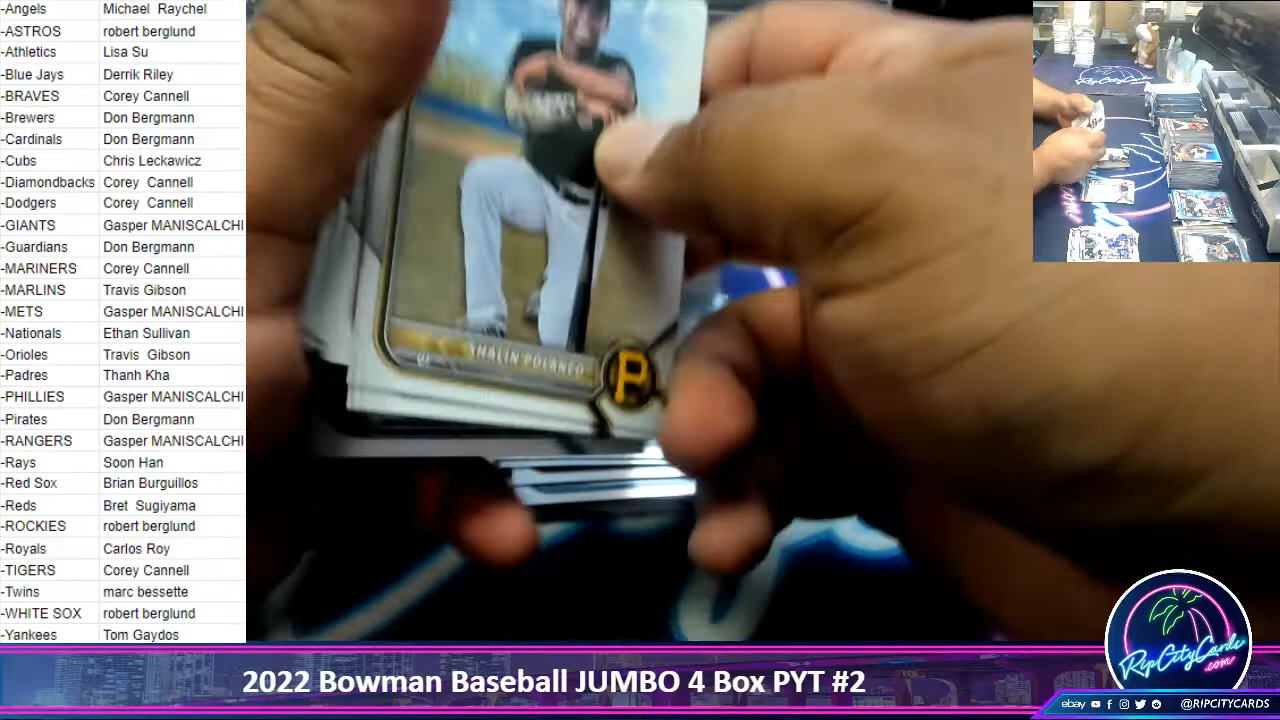 -Angels Michael Raychel
-ASTROS robert berglund
-Athletics Lisa Su
-Blue Jays Derrik Riley
-BRAVES Corey Cannell
-Brewers Don Bergmann
-Cardinals Don Bergmann
-Cubs Chris Leckawicz
-Diamondbacks Corey Cannell
-Dodgers Corey Cannell
-GIANTS Gasper MANISCALCHI
-Guardians Don Bergmann
-MARINERS Corey Cannell
-MARLINS Travis Gibson
-METS Gasper MANISCALCHI
-Nationals Ethan Sullivan
-Orioles Travis Gibson
-Padres Thanh Kha
-PHILLIES Gasper MANISCALCHI
-Pirates Don Bergmann
-RANGERS Gasper MANISCALCHI
-Rays Soon Han
-Red Sox Brian Burguillos
-Reds Bret Sugiyama
-ROCKIES robert berglund
-Royals Carlos Roy
-TIGERS Corey Cannell
-Twins marc bessette
-WHITE SOX robert berglund
-Yankees Tom Gaydos
POLANCO
P
2022 Bowman Baseball JUMBO 4 Box PYT #2
RipCityCards
.com
ebay @RIPCITYCARDS